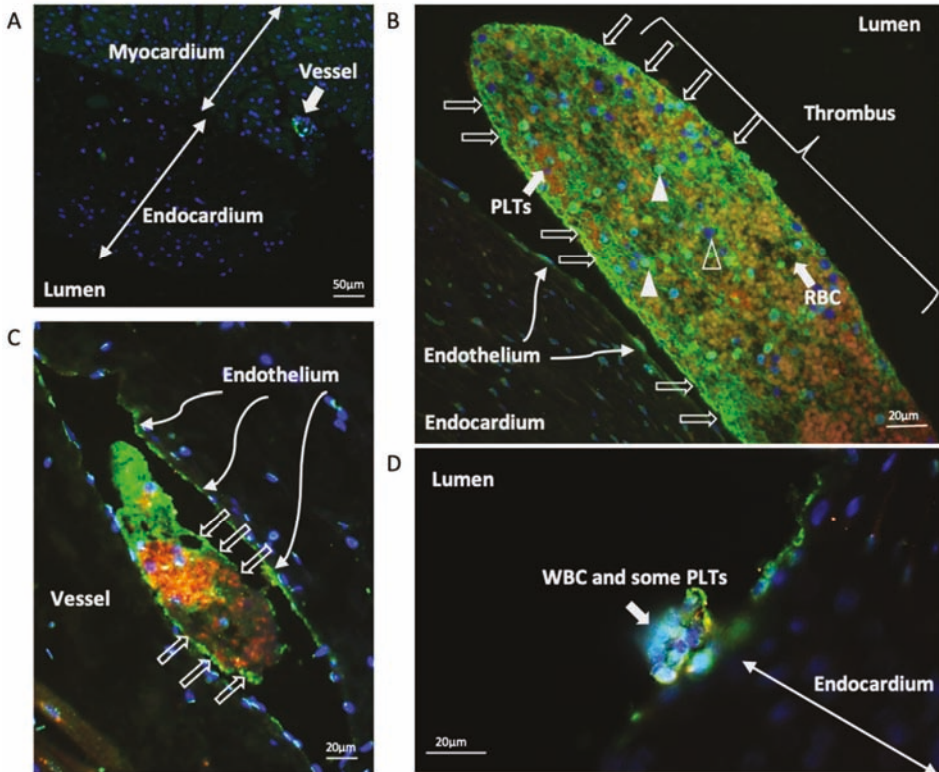 A
Myocardium
Vessel
Endocardium
Lumen
50µm
B
Lumen
Thrombus
PLTs
RBC
Endothelium
Endocardium
20µm
C
Endothelium
Vessel
20µm
D
Lumen
WBC and some PLTs
Endocardium
20µm